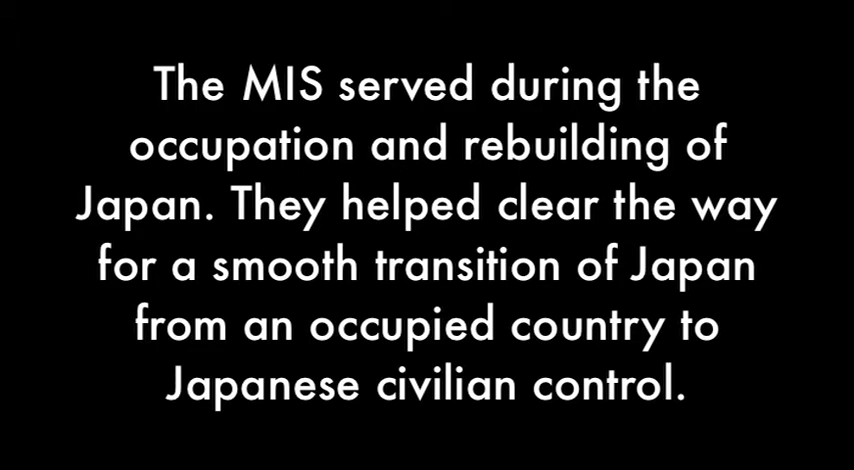 The MIS served during the
occupation and rebuilding of
Japan. They helped clear the way
for a smooth transition of Japan
from an occupied country to
Japanese civilian control.